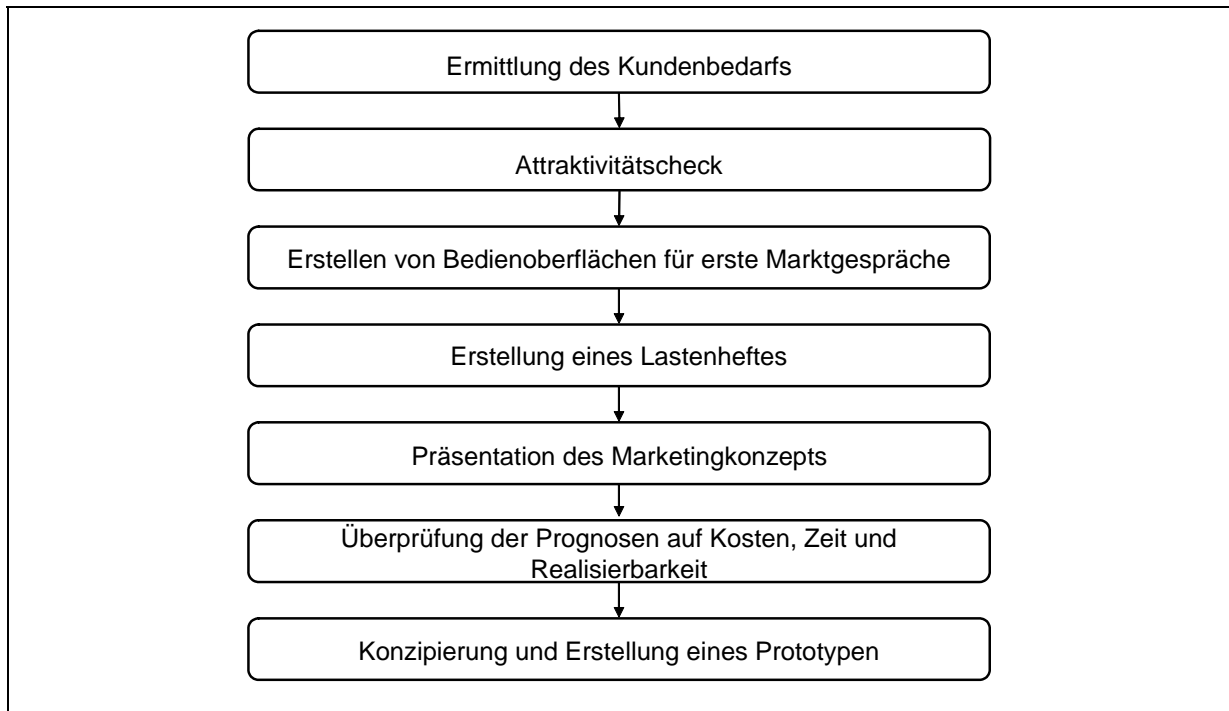 Ermittlung des Kundenbedarfs
Attraktivitätscheck
Erstellen von Bedienoberflächen für erste Marktgespräche
Erstellung eines Lastenheftes
Präsentation des Marketingkonzepts
Überprüfung der Prognosen auf Kosten, Zeit und
Realisierbarkeit
Konzipierung und Erstellung eines Prototypen